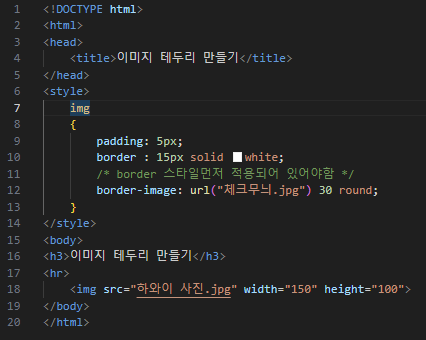 1 <!DOCTYPE html>
2 <html>
3 <head>
4 <title>이미지 테두리 만들기</title>
5 </head>
6 <style>
7 img
8 {
9 padding: 5px;
10 border : 15px solid white;
11 /* border 스타일먼저 적용되어 있어야함 */
12 border-image: url("체크무늬.jpg") 30 round;
13 }
14 </style>
15 <body>
16 <h3>이미지 테두리 만들기</h3>
17 <hr>
18 <img src="하와이 사진.jpg" width="150" height="100">
19 </body>
20 </html>